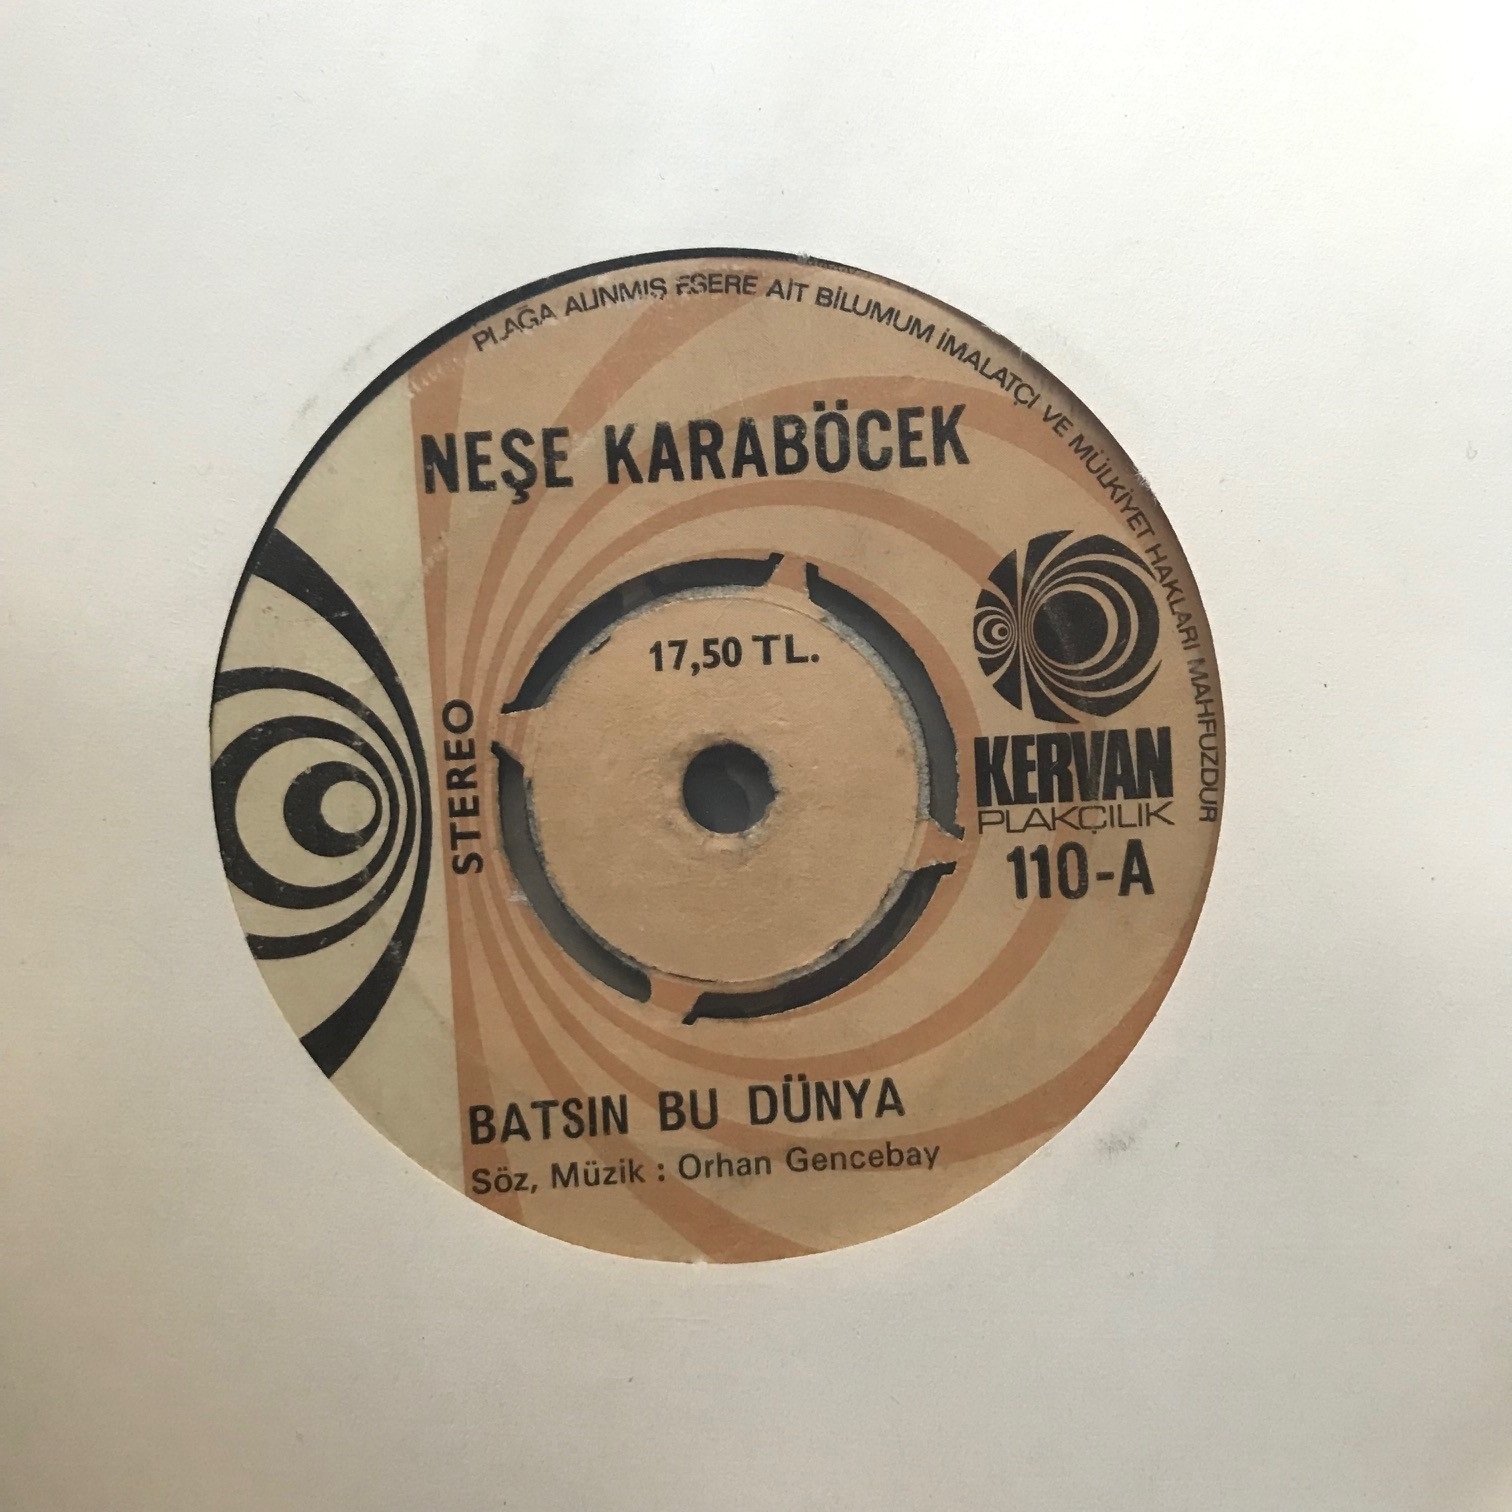 PLAĞA ALINMIŞ ESERE AİT BİLUMUM İMALATÇI VE MÜLKİYET HAKLARI MAHFUZDUR
NEŞE KARABÖCEK
17,50 TL.
STEREO
KERVAN
PLAKÇILIK
110-A
BATSIN BU DÜNYA
Söz, Müzik : Orhan Gencebay